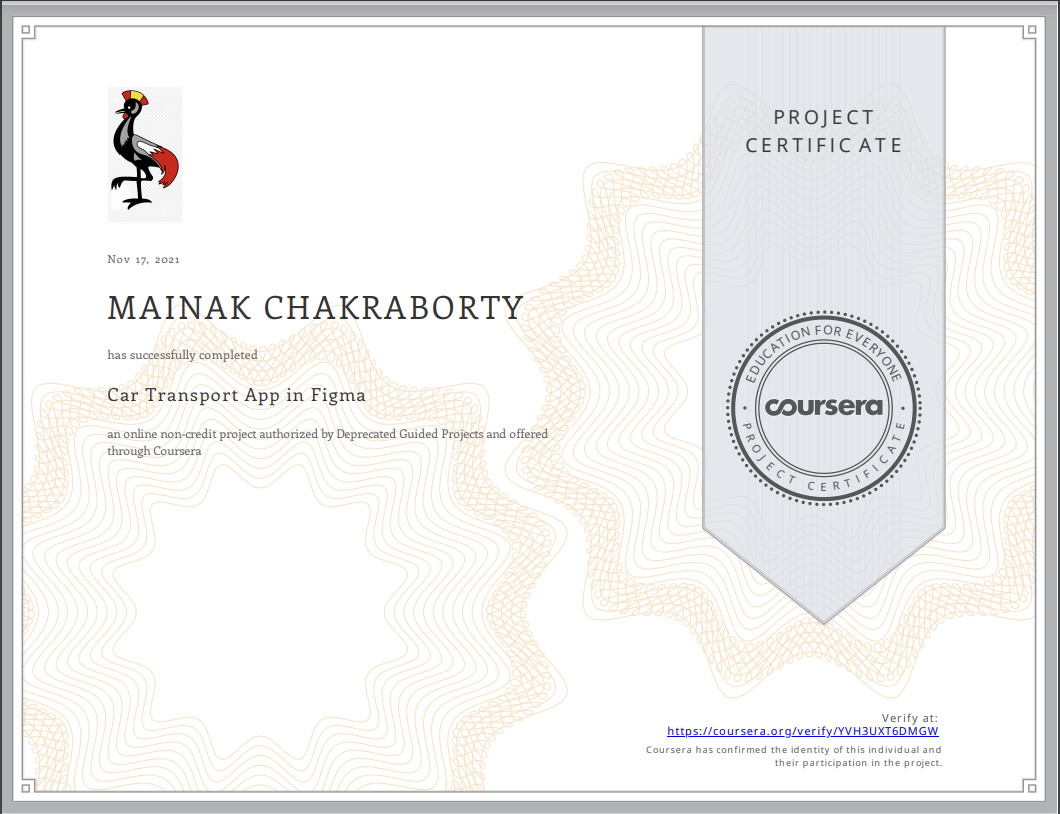 PROJECT
CERTIFICATE
Nov 17, 2021
MAINAK CHAKRABORTY
has successfully completed
Car Transport App in Figma
an online non-credit project authorized by Deprecated Guided Projects and offered
through Coursera
EDUCATION FOR EVERYONE
coursera
PROJECT CERTIFICATE
Verify at:
https://coursera.org/verify/YVH3UXT6DMGW
Coursera has confirmed the identity of this individual and
their participation in the project.